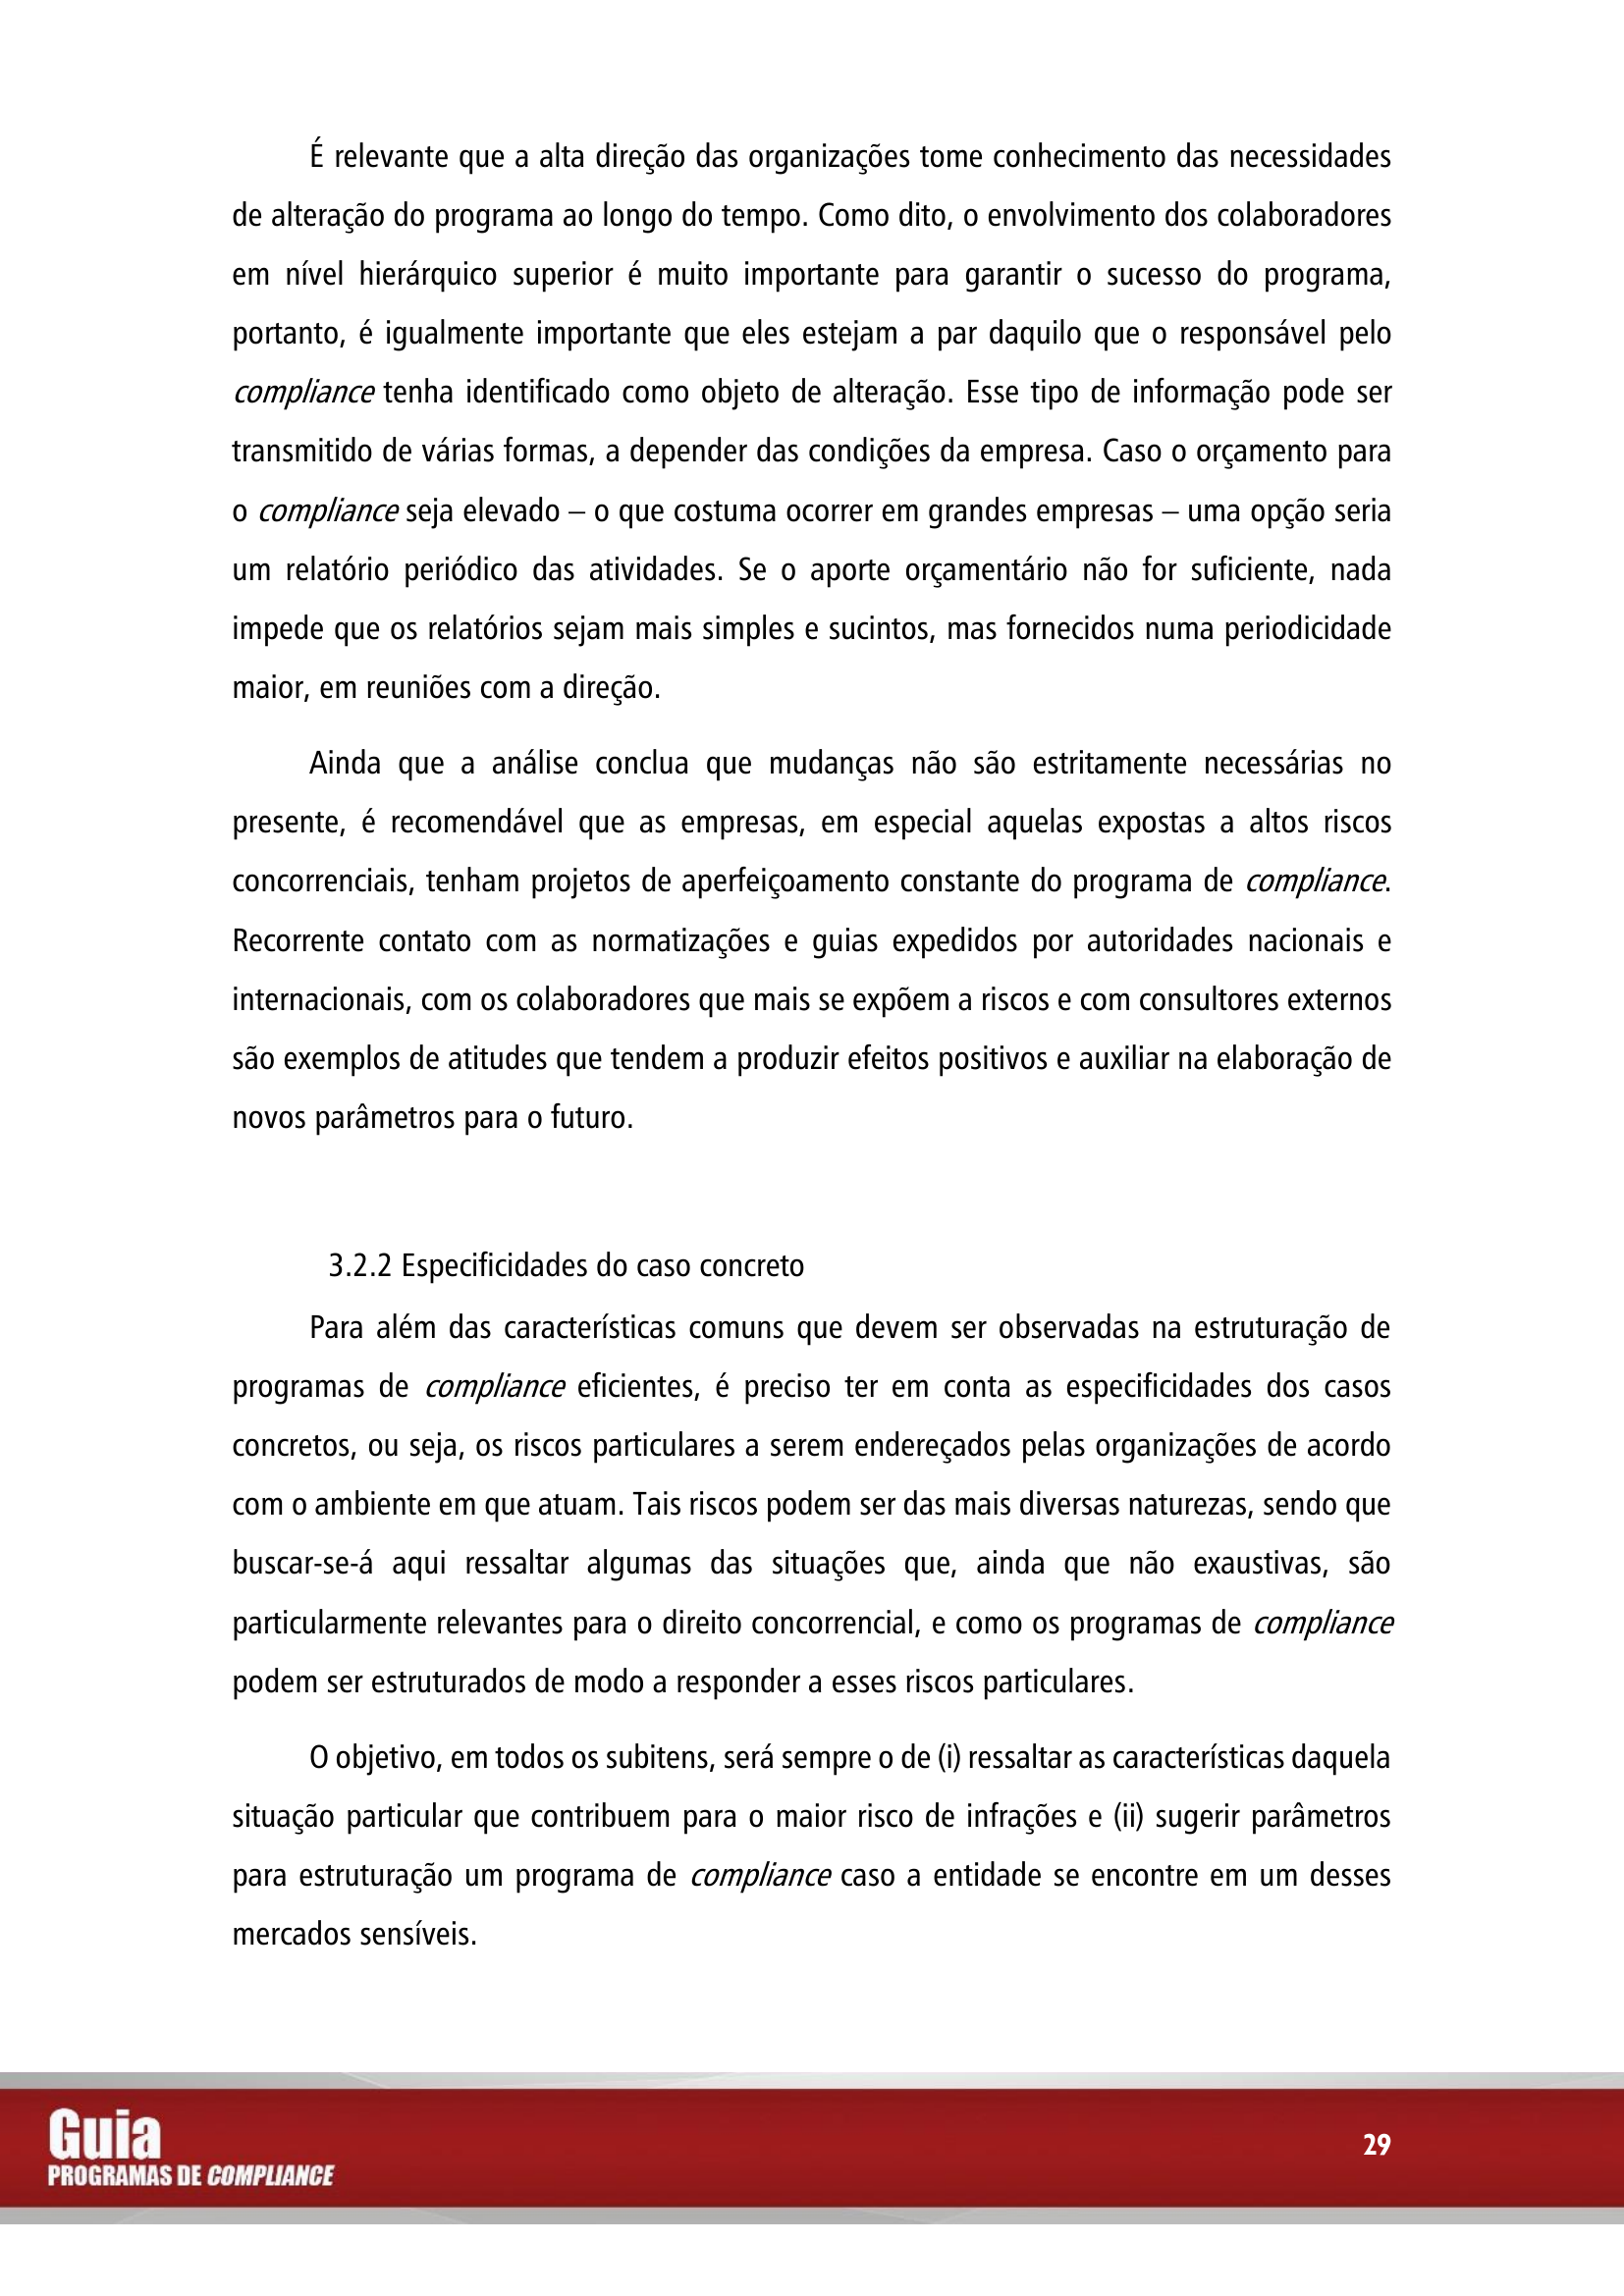 É relevante que a alta direção das organizações tome conhecimento das necessidades
de alteração do programa ao longo do tempo. Como dito, o envolvimento dos colaboradores
em nível hierárquico superior é muito importante para garantir o sucesso do programa,
portanto, é igualmente importante que eles estejam a par daquilo que o responsável pelo
compliance tenha identificado como objeto de alteração. Esse tipo de informação pode ser
transmitido de várias formas, a depender das condições da empresa. Caso o orçamento para
o compliance seja elevado – o que costuma ocorrer em grandes empresas – uma opção seria
um relatório periódico das atividades. Se o aporte orçamentário não for suficiente, nada
impede que os relatórios sejam mais simples e sucintos, mas fornecidos numa periodicidade
maior, em reuniões com a direção.
Ainda que a análise conclua que mudanças não são estritamente necessárias no
presente, é recomendável que as empresas, em especial aquelas expostas a altos riscos
concorrenciais, tenham projetos de aperfeiçoamento constante do programa de compliance.
Recorrente contato com as normatizações e guias expedidos por autoridades nacionais e
internacionais, com os colaboradores que mais se expõem a riscos e com consultores externos
são exemplos de atitudes que tendem a produzir efeitos positivos e auxiliar na elaboração de
novos parâmetros para o futuro.
3.2.2 Especificidades do caso concreto
Para além das características comuns que devem ser observadas na estruturação de
programas de compliance eficientes, é preciso ter em conta as especificidades dos casos
concretos, ou seja, os riscos particulares a serem endereçados pelas organizações de acordo
com o ambiente em que atuam. Tais riscos podem ser das mais diversas naturezas, sendo que
buscar-se-á aqui ressaltar algumas das situações que, ainda que não exaustivas, são
particularmente relevantes para o direito concorrencial, e como os programas de compliance
podem ser estruturados de modo a responder a esses riscos particulares.
O objetivo, em todos os subitens, será sempre o de (i) ressaltar as características daquela
situação particular que contribuem para o maior risco de infrações e (ii) sugerir parâmetros
para estruturação um programa de compliance caso a entidade se encontre em um desses
mercados sensíveis.
Guia
PROGRAMAS DE COMPLIANCE
29